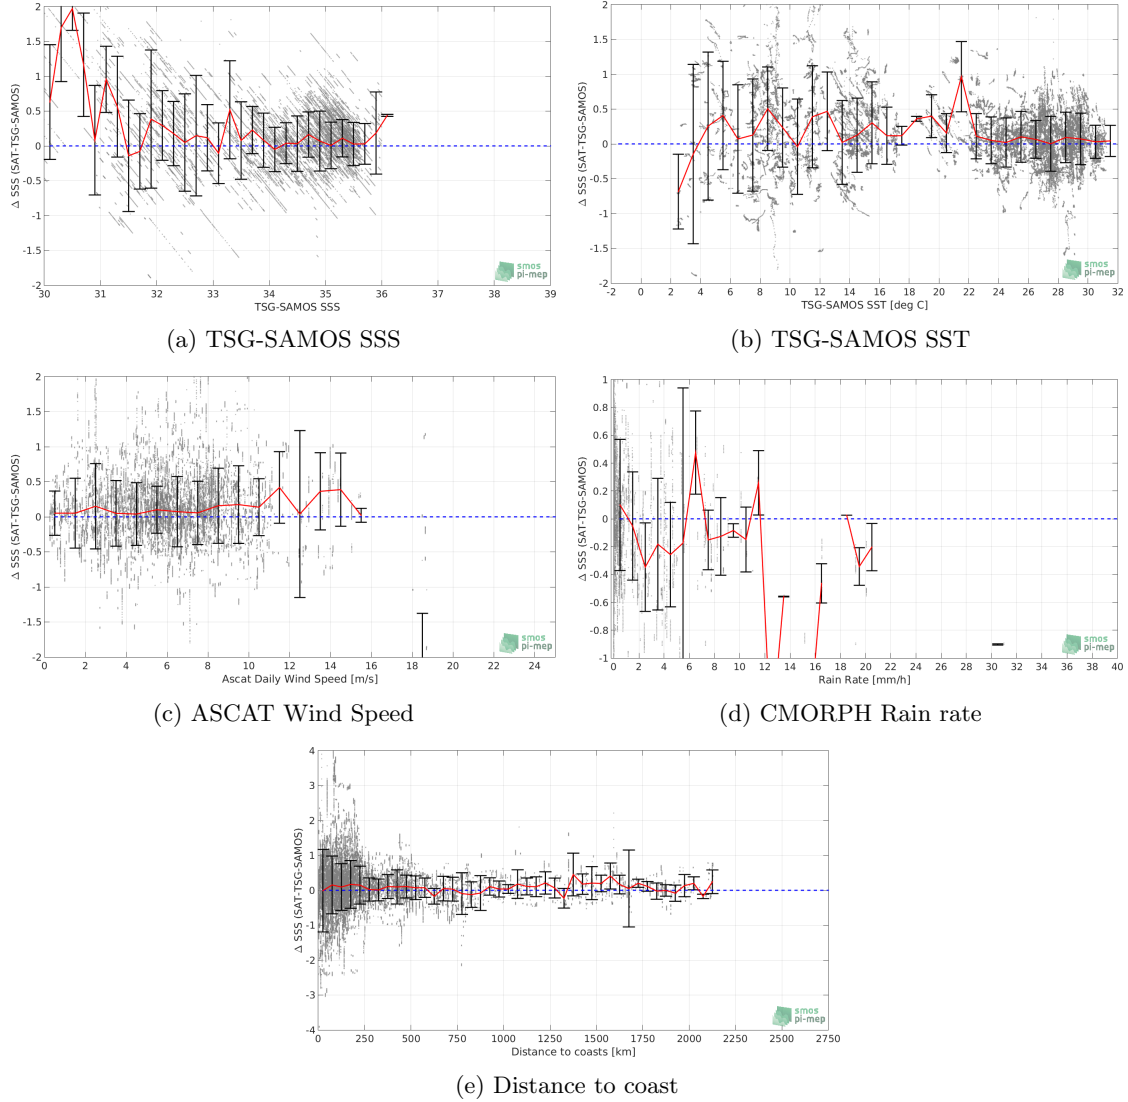 2
1.5
1
0.5
0
-0.5
-1
-1.5
-2
Δ SSS (SAT-TSG-SAMOS)
30 31 32 33 34 35 36 37 38 39
TSG-SAMOS SSS
smos
pi-mep
(a) TSG-SAMOS SSS
2
1.5
1
0.5
0
-0.5
-1
-1.5
-2
Δ SSS (SAT-TSG-SAMOS)
-2 0 2 4 6 8 10 12 14 16 18 20 22 24 26 28 30 32
TSG-SAMOS SST [deg C]
smos
pi-mep
(b) TSG-SAMOS SST
2
1.5
1
0.5
0
-0.5
-1
-1.5
-2
Δ SSS (SAT-TSG-SAMOS)
0 2 4 6 8 10 12 14 16 18 20 22 24
Ascat Daily Wind Speed [m/s]
smos
pi-mep
(c) ASCAT Wind Speed
1
0.8
0.6
0.4
0.2
0
-0.2
-0.4
-0.6
-0.8
-1
Δ SSS (SAT-TSG-SAMOS)
0 2 4 6 8 10 12 14 16 18 20 22 24 26 28 30 32 34 36 38 40
Rain Rate [mm/h]
smos
pi-mep
(d) CMORPH Rain rate
4
3
2
1
0
-1
-2
-3
-4
Δ SSS (SAT-TSG-SAMOS)
0 250 500 750 1000 1250 1500 1750 2000 2250 2500 2750
Distance to coasts [km]
smos
pi-mep
(e) Distance to coast